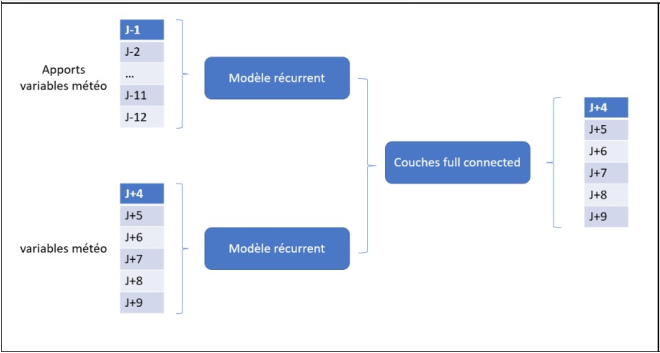 Apports
variables météo
J-1
J-2
...
J-11
J-12
Modèle récurrent
variables météo
J+4
J+5
J+6
J+7
J+8
J+9
Modèle récurrent
Couches full connected
J+4
J+5
J+6
J+7
J+8
J+9